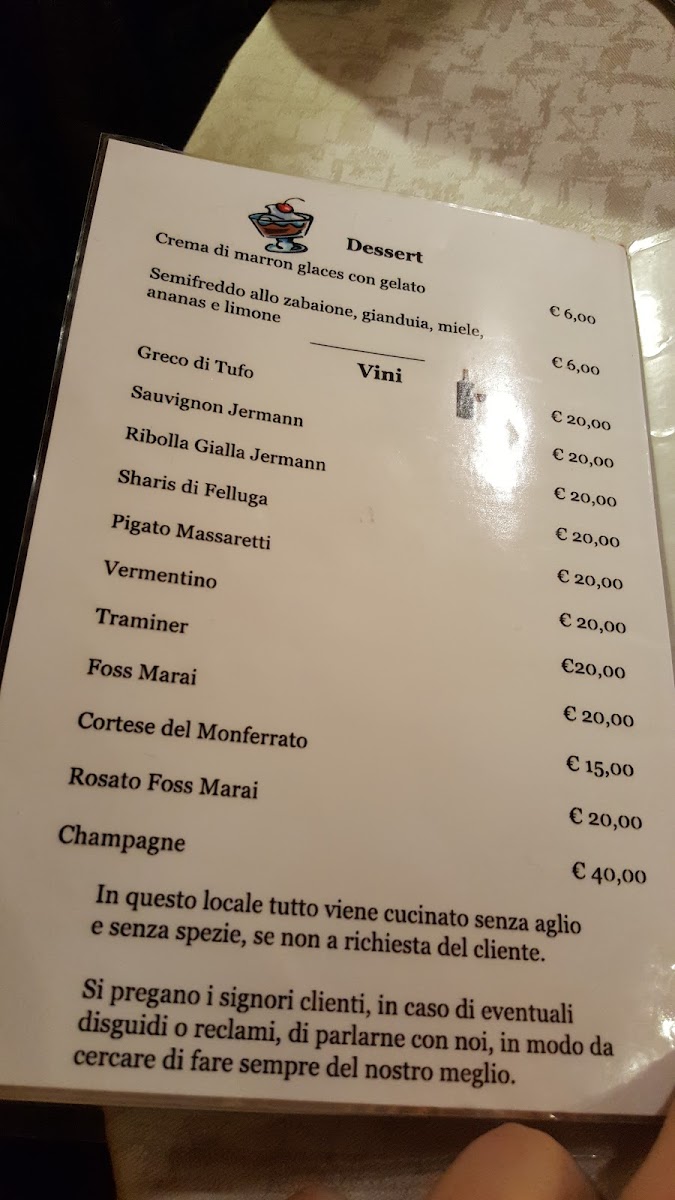 Dessert
Crema di marron glaces con gelato € 6,00
Semifreddo allo zabaione, gianduia, miele,
ananas e limone € 6,00
Vini
Greco di Tufo € 20,00
Sauvignon Jermann € 20,00
Ribolla Gialla Jermann € 20,00
Sharis di Felluga € 20,00
Pigato Massaretti € 20,00
Vermentino € 20,00
Traminer €20,00
Foss Marai € 20,00
Cortese del Monferrato € 15,00
Rosato Foss Marai € 20,00
Champagne € 40,00
In questo locale tutto viene cucinato senza aglio
e senza spezie, se non a richiesta del cliente.
Si pregano i signori clienti, in caso di eventuali
disguidi o reclami, di parlarne con noi, in modo da
cercare di fare sempre del nostro meglio.